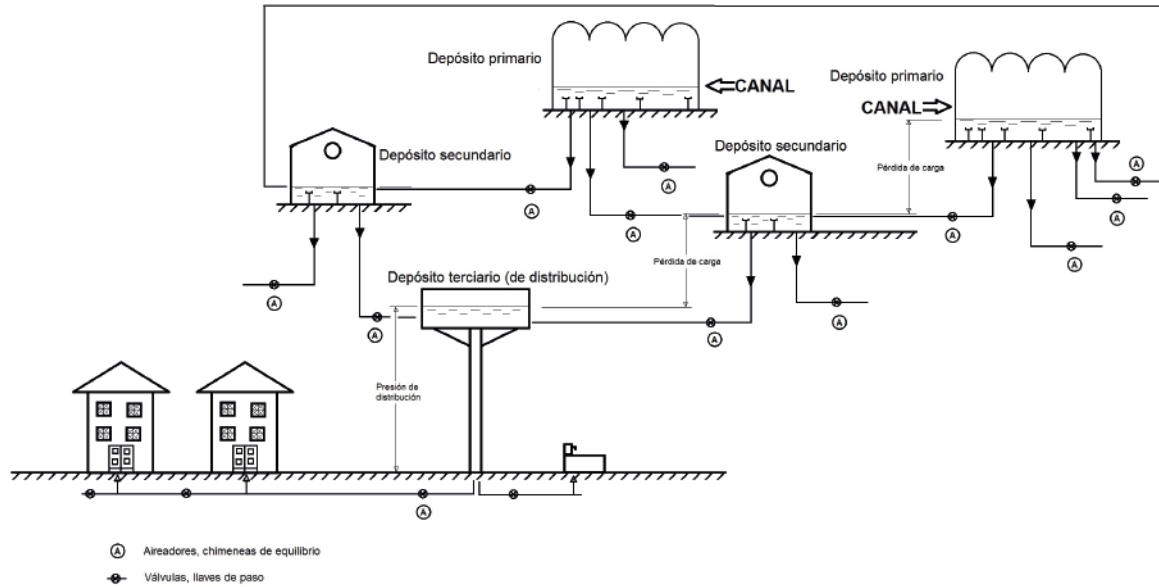 Depósito primario
CANAL
Depósito primario
CANAL
Depósito secundario
Depósito secundario
Pérdida de carga
A
A
A
A
A
A
A
Pérdida de carga
A
Depósito terciario (de distribución)
A
A
A
A
Presión de
distribución
A
A Aireadores, chimeneas de equilibrio
Válvulas, llaves de paso